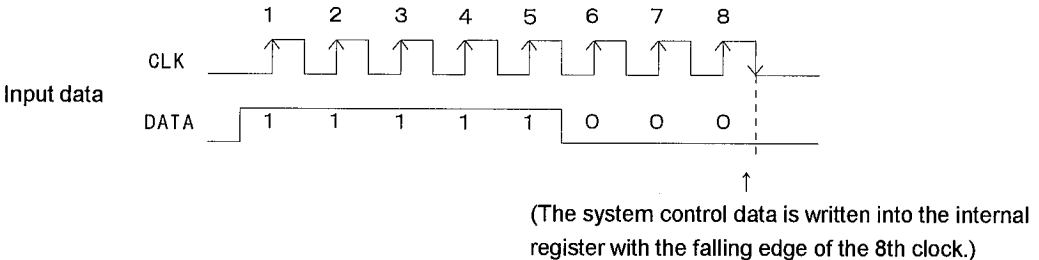 1 2 3 4 5 6 7 8
CLK
Input data
DATA 1 1 1 1 1 0 0 0
(The system control data is written into the internal
register with the falling edge of the 8th clock.)